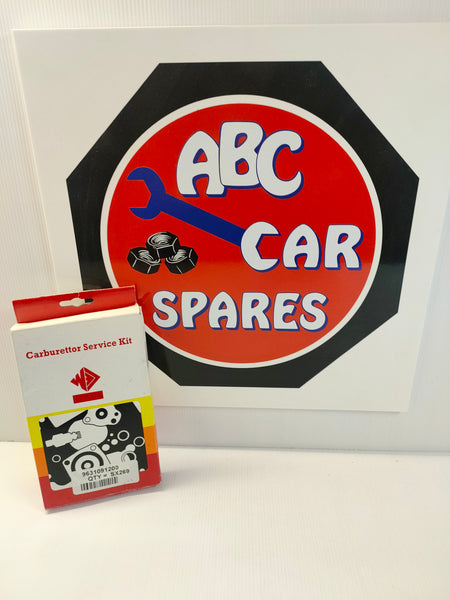 ABC
CAR
SPARES
Carburettor Service Kit
9631091200
QTY = SX269